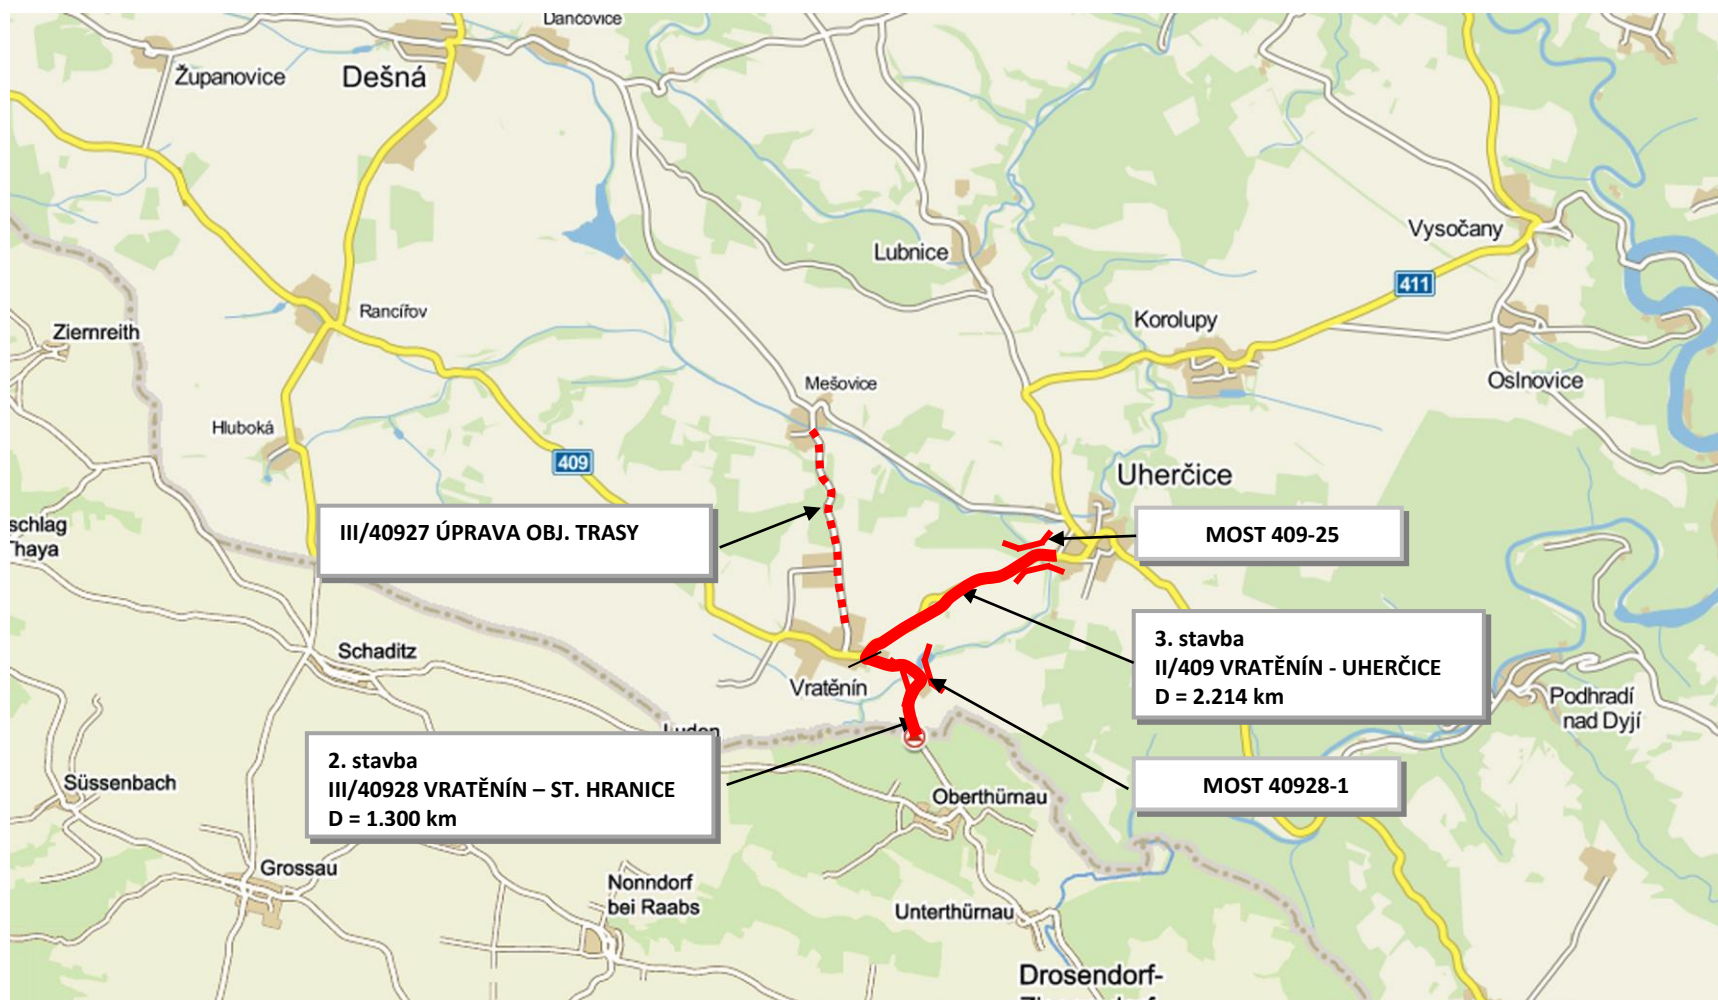 Dančovice
Županovice
Dešná
Vysočany
Lubnice
411
Rancířov
Korolupy
Ziernreith
Oslnovice
Mešovice
Hluboká
409
Uherčice
schlag
Thaya
III/40927 ÚPRAVA OBJ. TRASY
MOST 409-25
3. stavba
II/409 VRATĚNÍN - UHERČICE
D = 2.214 km
Schaditz
Vratěnín
Podhradí
nad Dyjí
2. stavba
III/40928 VRATĚNÍN – ST. HRANICE
D = 1.300 km
MOST 40928-1
Süssenbach
Oberthürnau
Grossau
Nonndorf
bei Raabs
Unterthürnau
Drosendorf-